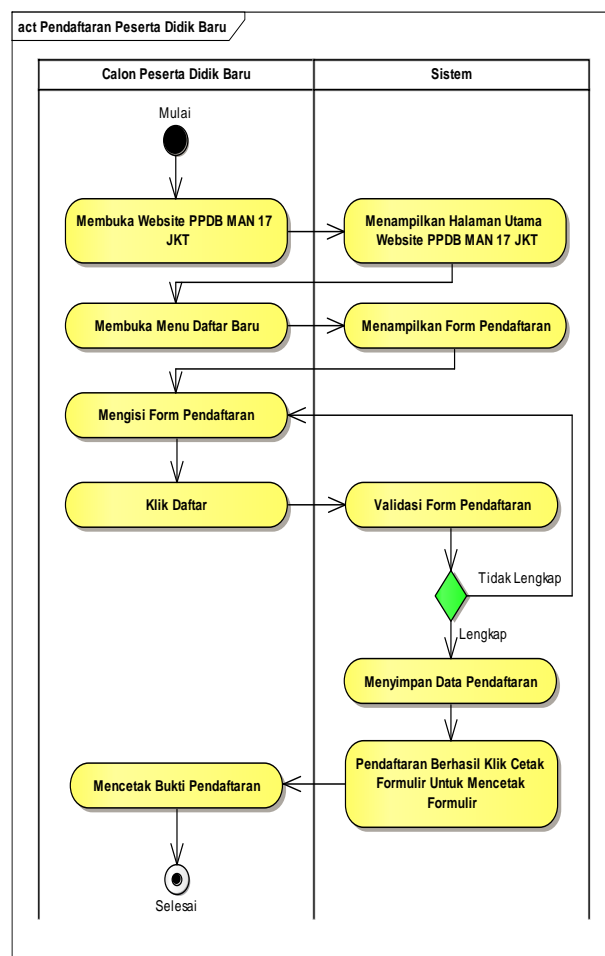 act Pendaftaran Peserta Didik Baru
Calon Peserta Didik Baru
Sistem
Mulai
Membuka Website PPDB MAN 17
JKT
Menampilkan Halaman Utama
Website PPDB MAN 17 JKT
Membuka Menu Daftar Baru
Menampilkan Form Pendaftaran
Mengisi Form Pendaftaran
Klik Daftar
Validasi Form Pendaftaran
Tidak Lengkap
Lengkap
Menyimpan Data Pendaftaran
Pendaftaran Berhasil Klik Cetak
Formulir Untuk Mencetak
Formulir
Mencetak Bukti Pendaftaran
Selesai